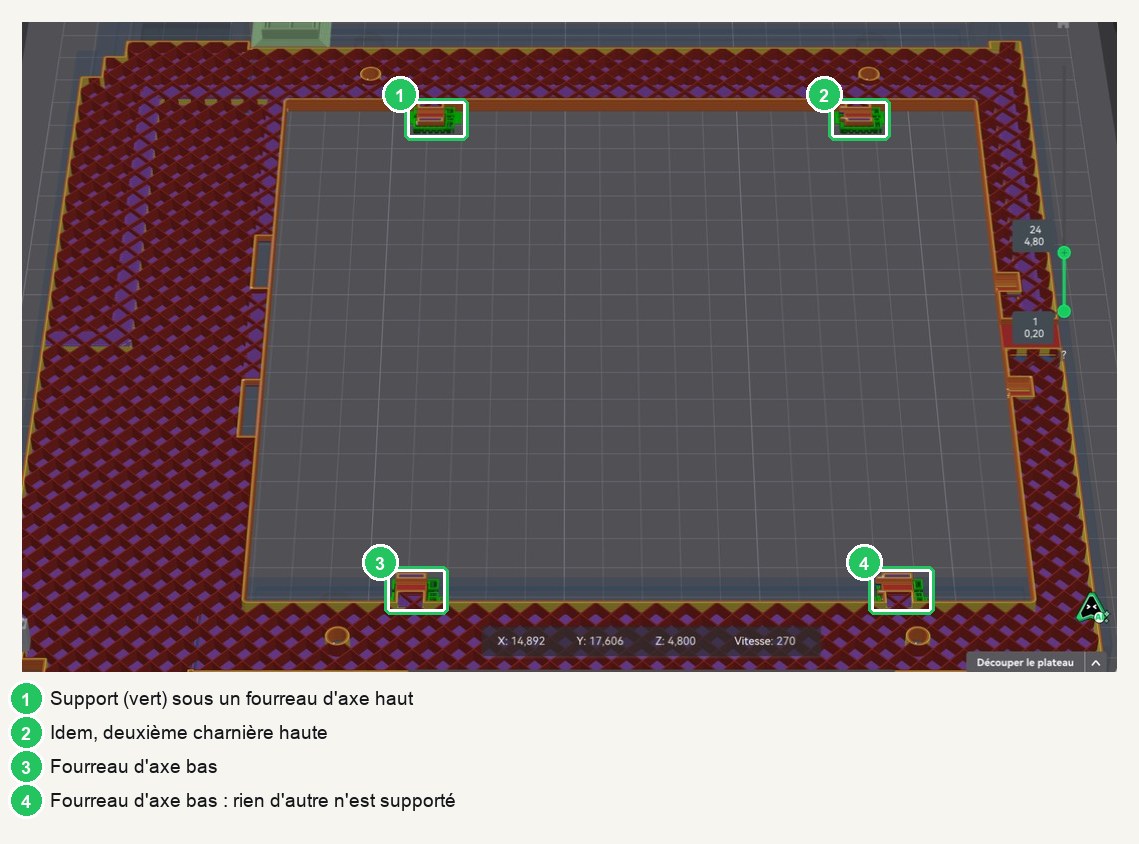 1
2
24
4,80
1
0,20
?
3
4
X: 14,892 Y: 17,606 Z: 4,800 Vitesse: 270
Découper le plateau
1 Support (vert) sous un fourreau d'axe haut
2 Idem, deuxième charnière haute
3 Fourreau d'axe bas
4 Fourreau d'axe bas : rien d'autre n'est supporté